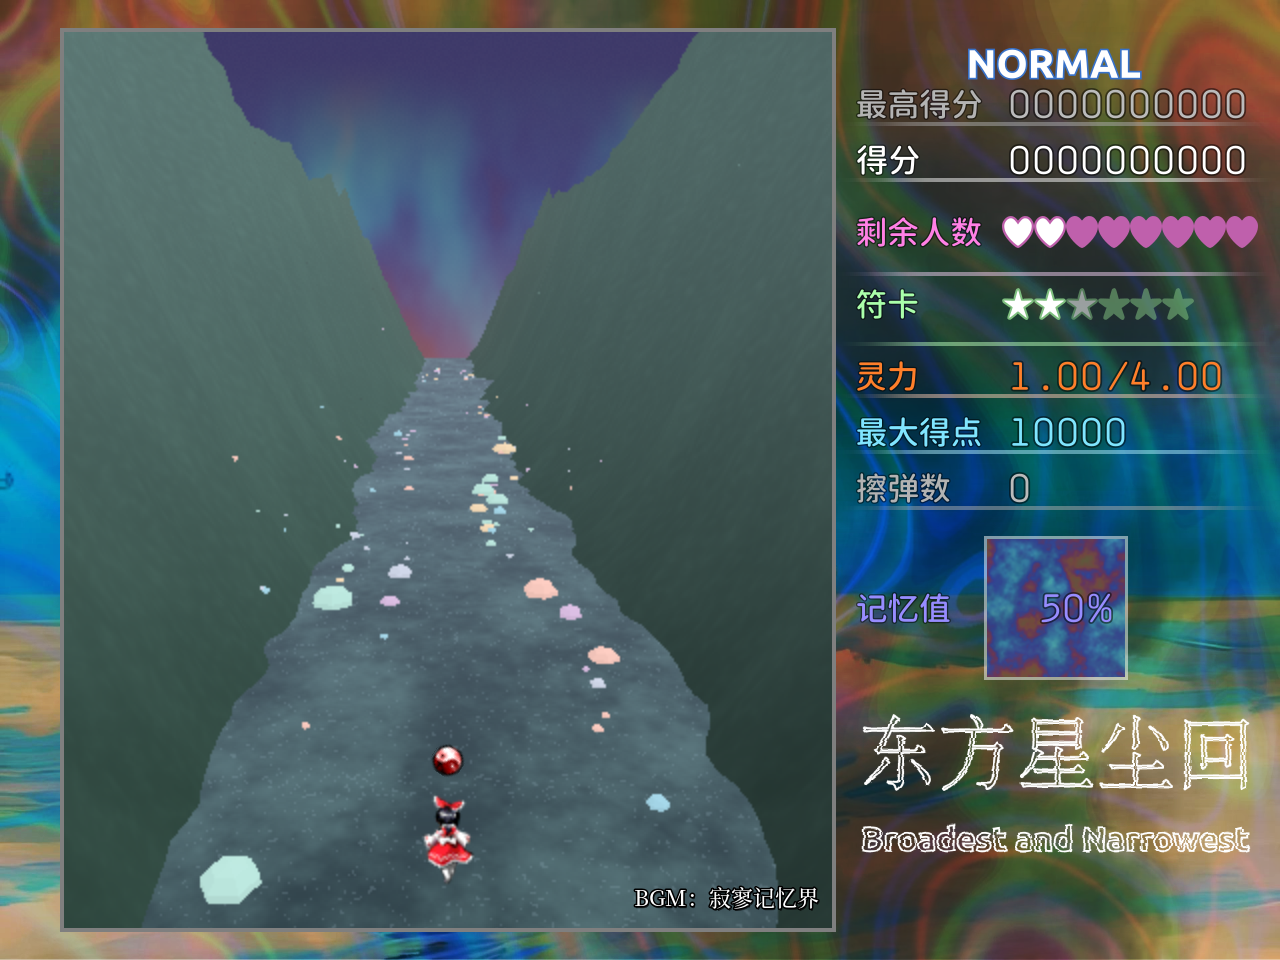 NORMAL
最高得分 0000000000
得分 0000000000
剩余人数
符卡
灵力 1.00/4.00
最大得点 10000
擦弹数 0
记忆值 50%
东方星尘回
Broadest and Narrowest
BGM：寂寥记忆界